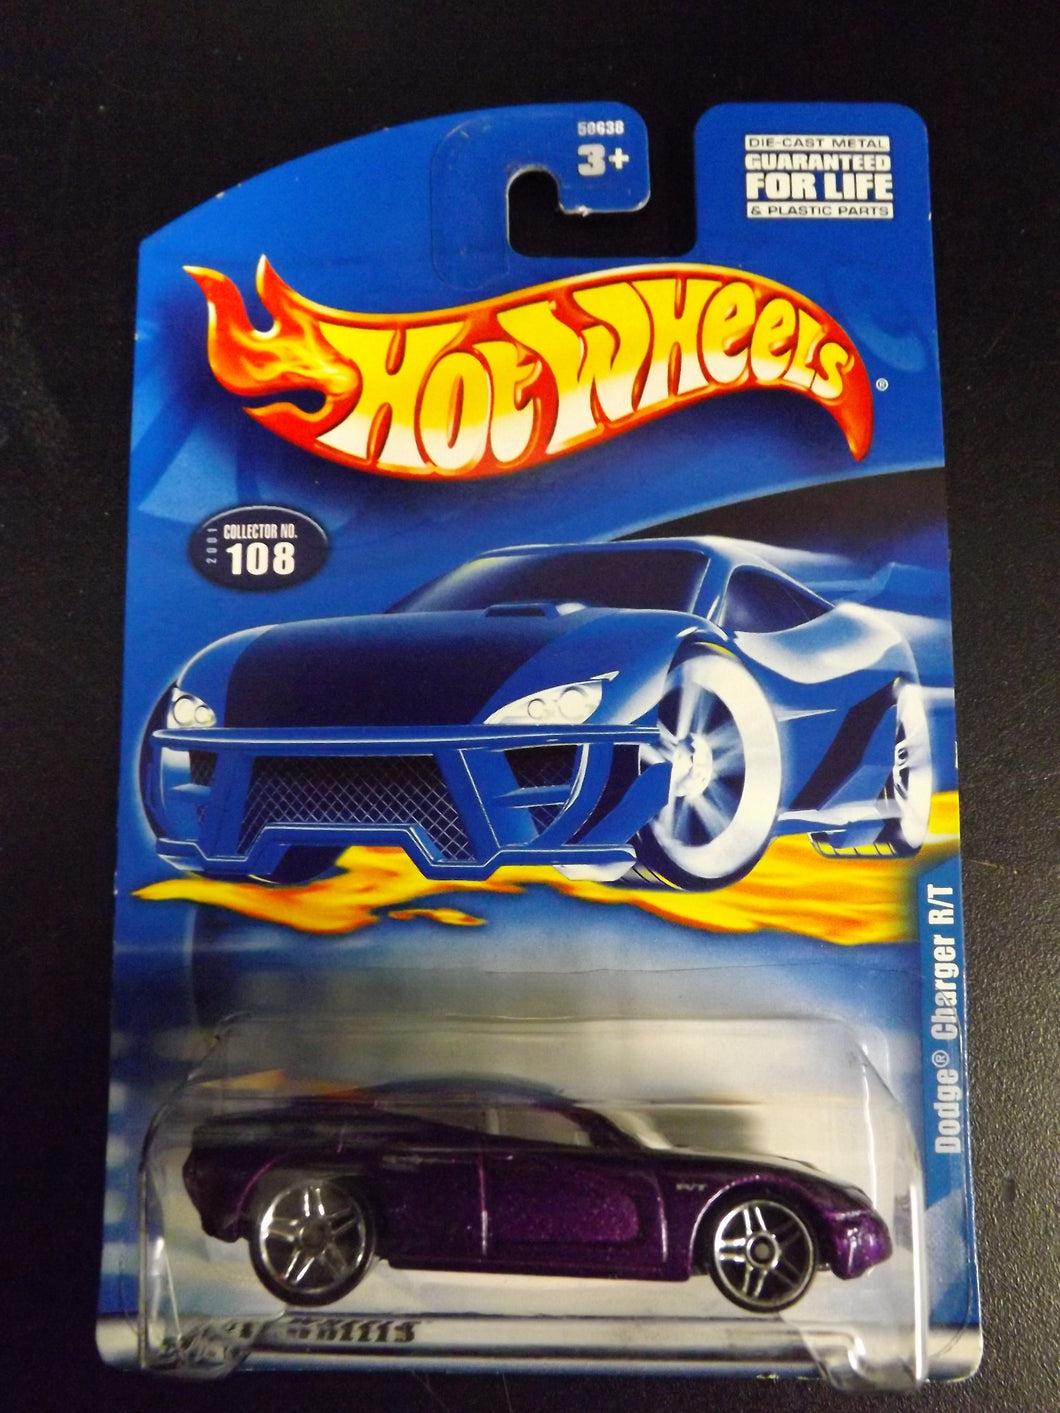 50638
3+
DIE-CAST METAL
GUARANTEED
FOR LIFE
& PLASTIC PARTS
HOT WHEELS®
2001
COLLECTOR NO.
108
Dodge® Charger R/T
R/T